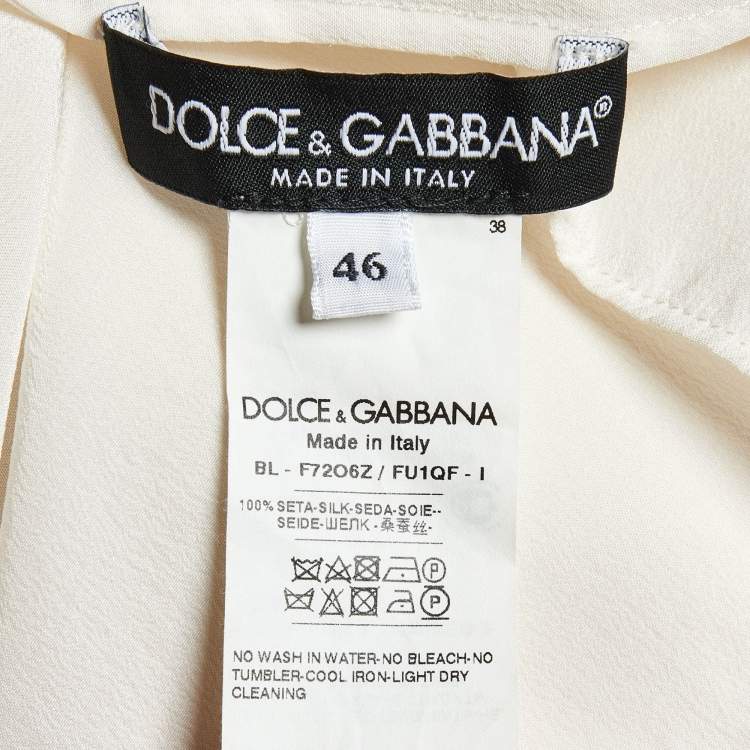 DOLCE & GABBANA®
MADE IN ITALY
38
46
DOLCE & GABBANA
Made in Italy
BL - F72O6Z / FU1QF - I
100% SETA-SILK-SEDA-SOIE--
SEIDE-ШЕЛК -桑蚕丝-
P
P
NO WASH IN WATER-NO BLEACH-NO
TUMBLER-COOL IRON-LIGHT DRY
CLEANING